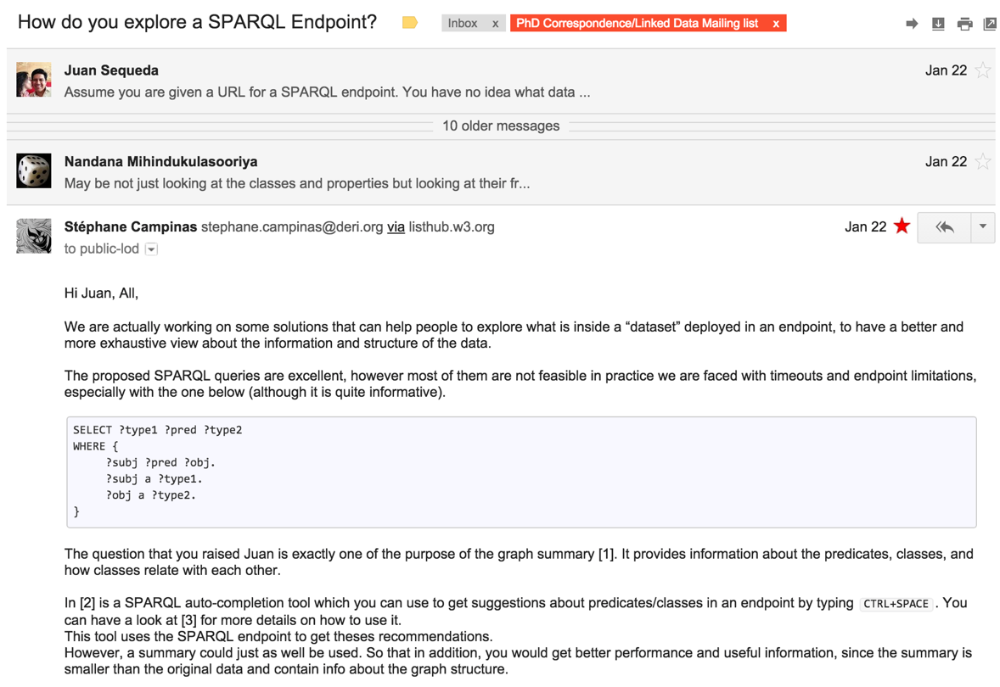 How do you explore a SPARQL Endpoint?
Inbox x
PhD Correspondence/Linked Data Mailing list x
Juan Sequeda
Jan 22
Assume you are given a URL for a SPARQL endpoint. You have no idea what data ...
10 older messages
Nandana Mihindukulasooriya
Jan 22
May be not just looking at the classes and properties but looking at their fr...
Stéphane Campinas stephane.campinas@deri.org via listhub.w3.org
Jan 22
to public-lod
Hi Juan, All,
We are actually working on some solutions that can help people to explore what is inside a “dataset” deployed in an endpoint, to have a better and
more exhaustive view about the information and structure of the data.
The proposed SPARQL queries are excellent, however most of them are not feasible in practice we are faced with timeouts and endpoint limitations,
especially with the one below (although it is quite informative).
SELECT ?type1 ?pred ?type2
WHERE {
?subj ?pred ?obj.
?subj a ?type1.
?obj a ?type2.
}
The question that you raised Juan is exactly one of the purpose of the graph summary [1]. It provides information about the predicates, classes, and
how classes relate with each other.
In [2] is a SPARQL auto-completion tool which you can use to get suggestions about predicates/classes in an endpoint by typing CTRL+SPACE . You
can have a look at [3] for more details on how to use it.
This tool uses the SPARQL endpoint to get theses recommendations.
However, a summary could just as well be used. So that in addition, you would get better performance and useful information, since the summary is
smaller than the original data and contain info about the graph structure.